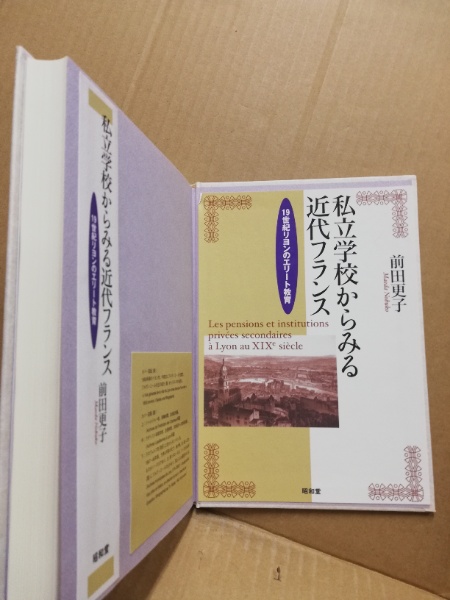 私立学校からみる近代フランス
19世紀リヨンのエリート教育
前田更子
Maeda Nobuko
昭和堂
私立学校からみる
近代フランス
19世紀リヨンのエリート教育
前田更子
Maeda Nobuko
Les pensions et institutions
privées secondaires
à Lyon au XIXe siècle
昭和堂